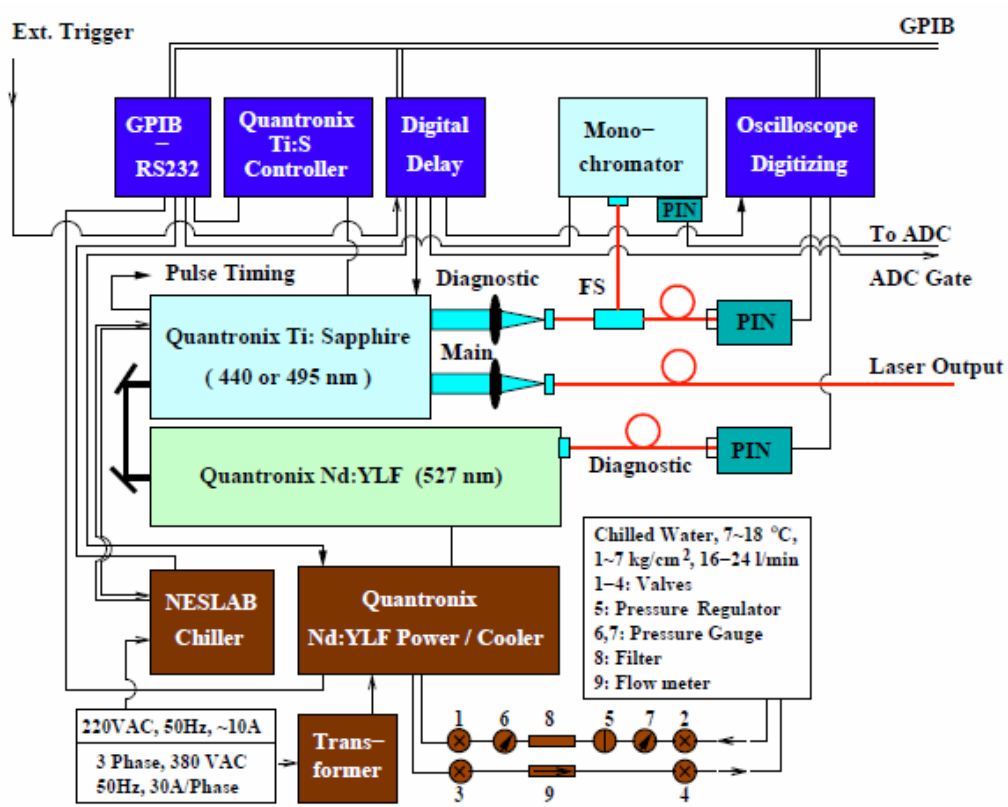 Ext. Trigger
GPIB
GPIB
−
RS232
Quantronix
Ti:S
Controller
Digital
Delay
Mono−
chromator
PIN
Oscilloscope
Digitizing
To ADC
ADC Gate
Pulse Timing
Diagnostic
FS
Quantronix Ti: Sapphire
( 440 or 495 nm )
PIN
Main
Laser Output
Quantronix Nd:YLF (527 nm)
Diagnostic
PIN
NESLAB
Chiller
Quantronix
Nd:YLF Power / Cooler
Chilled Water, 7~18 °C,
1~7 kg/cm², 16−24 l/min
1−4: Valves
5: Pressure Regulator
6,7: Pressure Gauge
8: Filter
9: Flow meter
220VAC, 50Hz, ~10A
3 Phase, 380 VAC
50Hz, 30A/Phase
Trans−
former
1 6 8 5 7 2
3 9 4